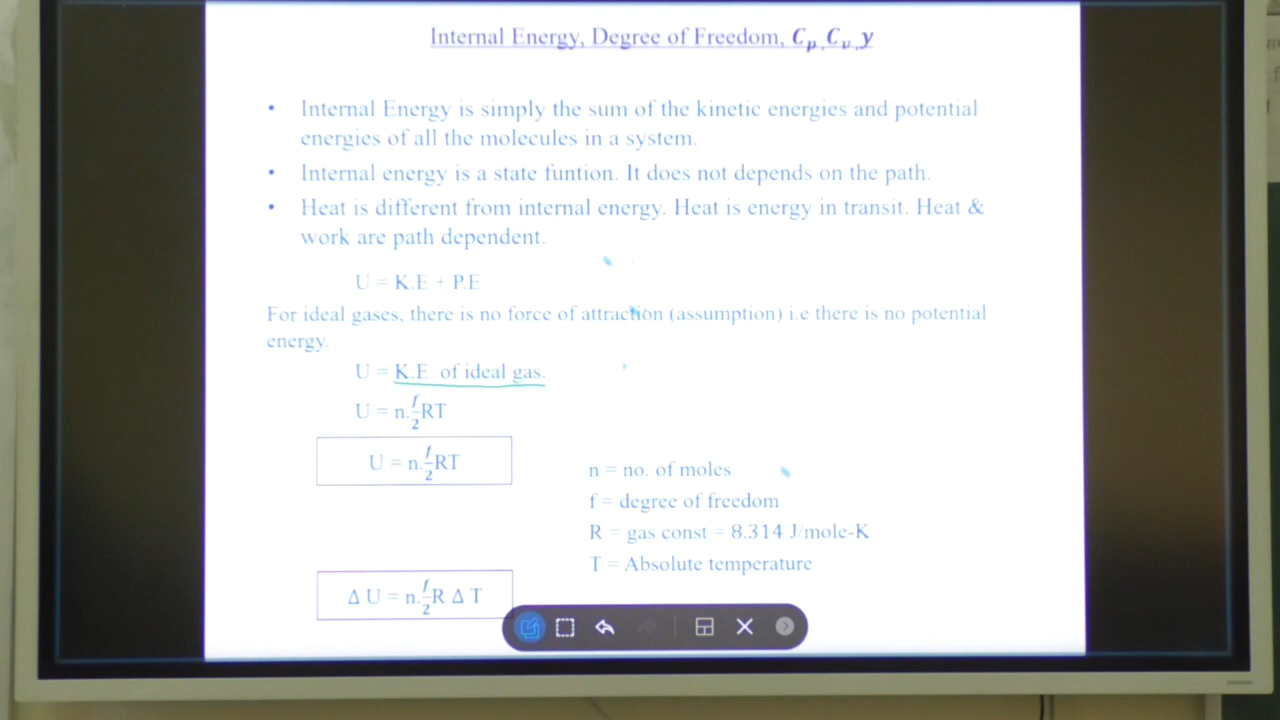 Internal Energy, Degree of Freedom, Cp, Cv, y
• Internal Energy is simply the sum of the kinetic energies and potential
energies of all the molecules in a system.
• Internal energy is a state funtion. It does not depends on the path.
• Heat is different from internal energy. Heat is energy in transit. Heat &
work are path dependent.
U = K.E + P.E
For ideal gases, there is no force of attraction (assumption) i.e there is no potential
energy.
U = K.E of ideal gas.
U = n.f/2RT
U = n.f/2RT
n = no. of moles
f = degree of freedom
R = gas const = 8.314 J/mole-K
T = Absolute temperature
Δ U = n.f/2R Δ T